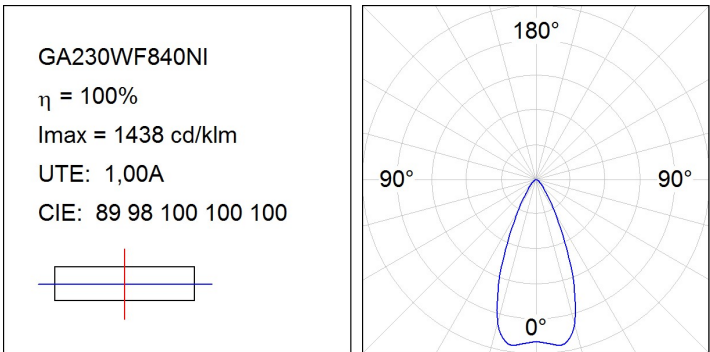 GA230WF840NI
η = 100%
Imax = 1438 cd/klm
UTE: 1,00A
CIE: 89 98 100 100 100
180°
90° 90°
0°